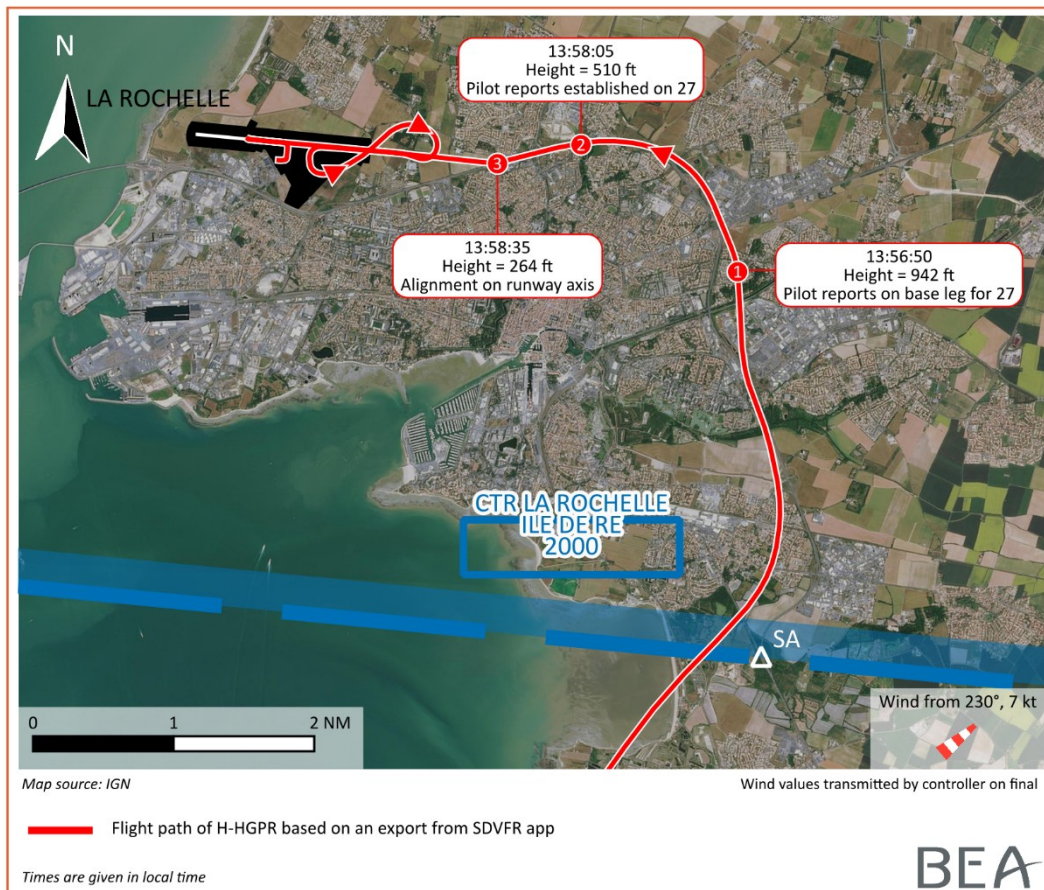 N
LA ROCHELLE
13:58:05
Height = 510 ft
Pilot reports established on 27
2
3
13:58:35
Height = 264 ft
Alignment on runway axis
1
13:56:50
Height = 942 ft
Pilot reports on base leg for 27
CTR LA ROCHELLE
ILE DE RE
2000
SA
0 1 2 NM
Wind from 230°, 7 kt
Map source: IGN
Wind values transmitted by controller on final
Flight path of H-HGPR based on an export from SDVFR app
Times are given in local time
BEA